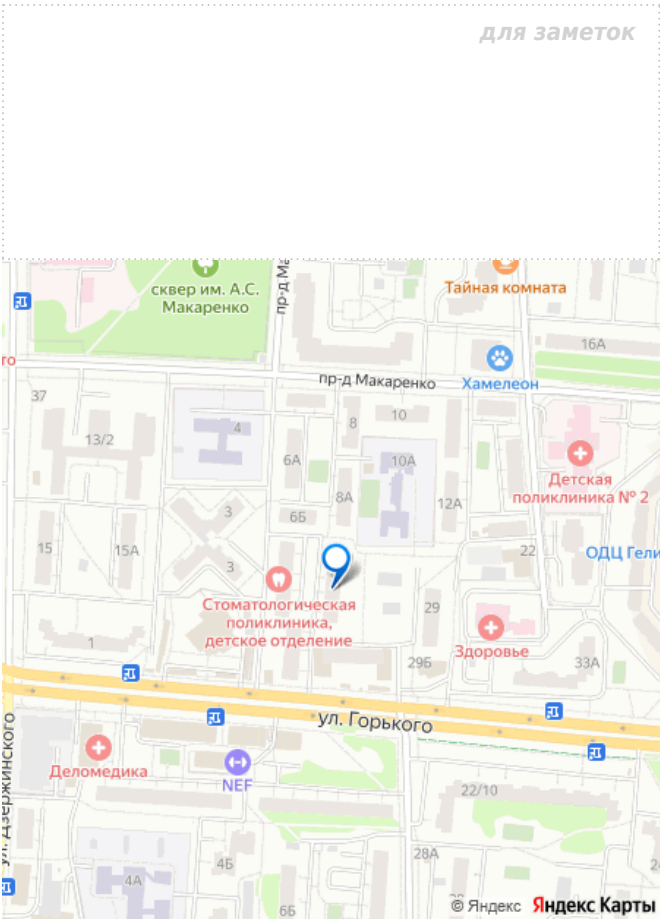 для заметок
сквер им. А.С.
Макаренко
пр-д Ма
Тайная комната
16А
то
пр-д Макаренко
Хамелеон
37
4
8
10
13/2
6А
10А
Детская
поликлиника № 2
8А
12А
3
6Б
15
15А
22
ОДЦ Гели
3
Стоматологическая
поликлиника,
детское отделение
29
1
Здоровье
29Б
33А
ул. Горького
ул. Дзержинского
Деломедика
NEF
22/10
28А
4Б
4А
2
6Б
© Яндекс Яндекс Карты